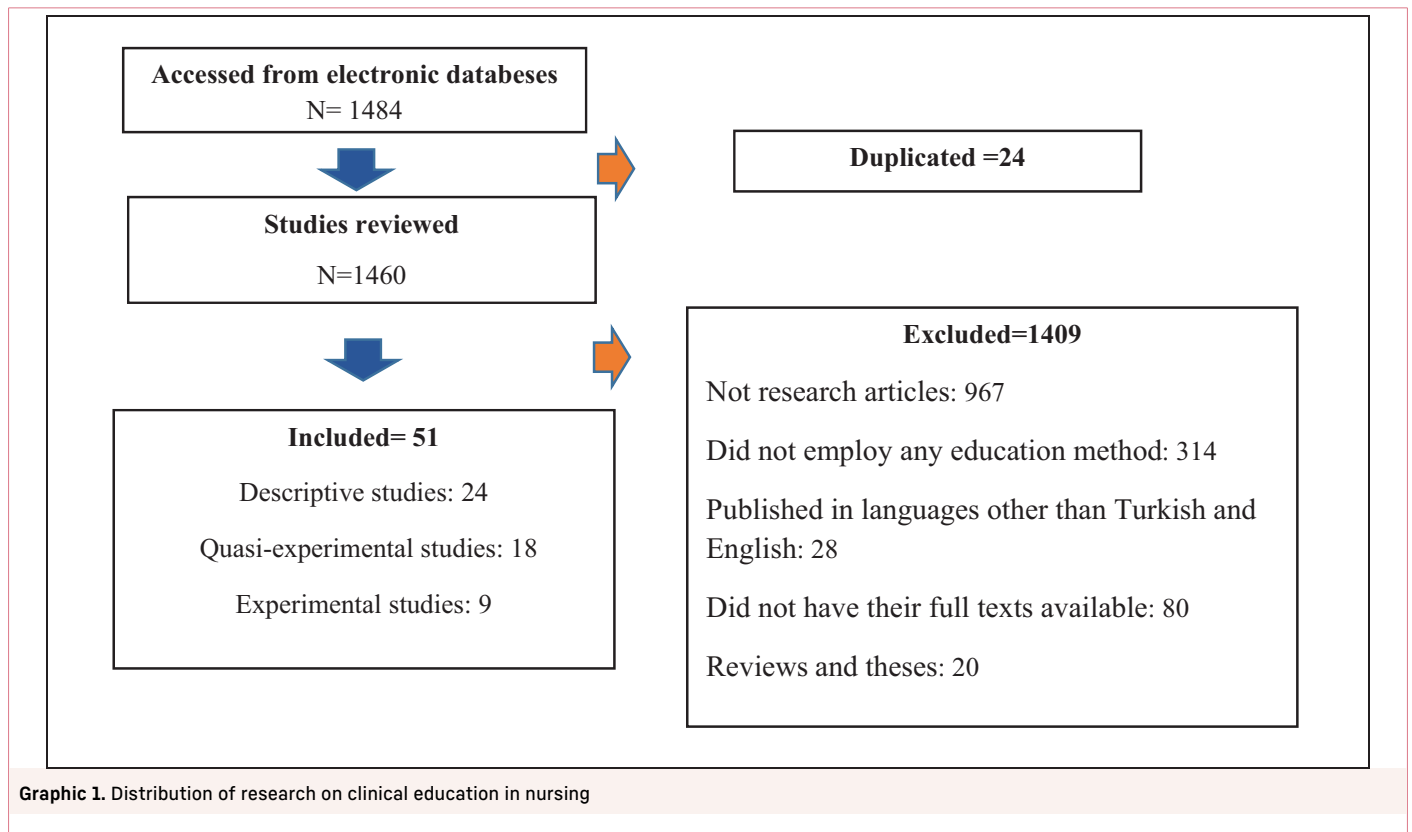 Accessed from electronic databeses
N= 1484
Duplicated =24
Studies reviewed
N=1460
Excluded=1409
Not research articles: 967
Did not employ any education method: 314
Published in languages other than Turkish and
English: 28
Did not have their full texts available: 80
Reviews and theses: 20
Included= 51
Descriptive studies: 24
Quasi-experimental studies: 18
Experimental studies: 9
Graphic 1. Distribution of research on clinical education in nursing